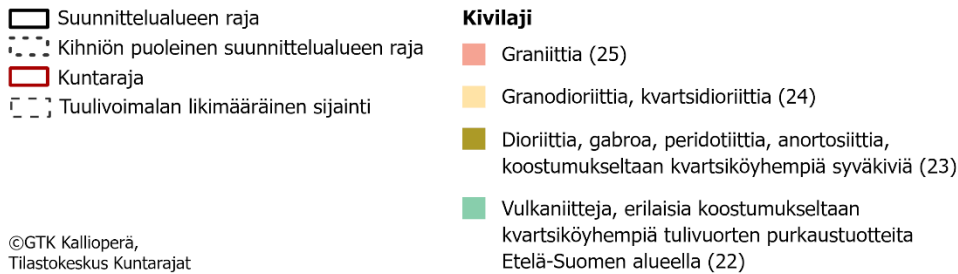 Suunnittelualueen raja
Kihniön puoleinen suunnittelualueen raja
Kuntaraja
Tuulivoimalan likimääräinen sijainti
©GTK Kallioperä,
Tilastokeskus Kuntarajat
Kivilaji
Graniittia (25)
Granodioriittia, kvartsidioriittia (24)
Dioriittia, gabroa, peridotiittia, anortosiittia,
koostumukseltaan kvartsiköyhempiä syväkiviä (23)
Vulkaniitteja, erilaisia koostumukseltaan
kvartsiköyhempiä tulivuorten purkaustuotteita
Etelä-Suomen alueella (22)